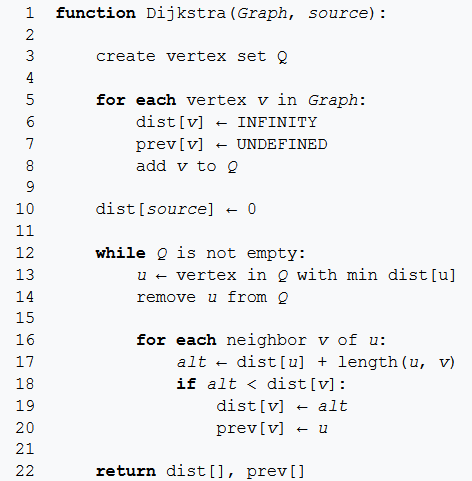 1 function Dijkstra(Graph, source):
2
3 create vertex set Q
4
5 for each vertex v in Graph:
6 dist[v] ← INFINITY
7 prev[v] ← UNDEFINED
8 add v to Q
9
10 dist[source] ← 0
11
12 while Q is not empty:
13 u ← vertex in Q with min dist[u]
14 remove u from Q
15
16 for each neighbor v of u:
17 alt ← dist[u] + length(u, v)
18 if alt < dist[v]:
19 dist[v] ← alt
20 prev[v] ← u
21
22 return dist[], prev[]